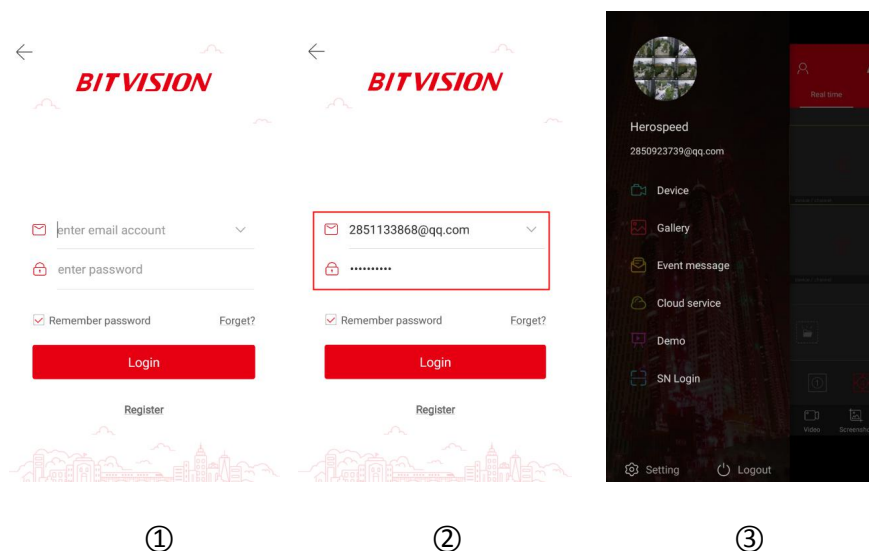 BITVISION
enter email account
enter password
Remember password Forget?
Login
Register
①
BITVISION
2851133868@qq.com
••••••••••
Remember password Forget?
Login
Register
②
Real time
Herospeed
2850923739@qq.com
Device
Gallery
Event message
Cloud service
Demo
SN Login
Video
Setting Logout
③